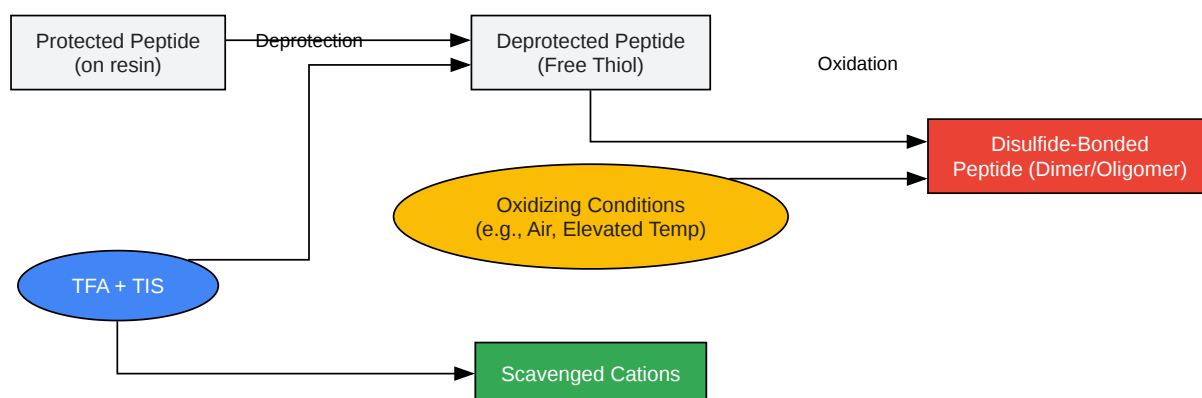 Protected Peptide
(on resin)
Deprotection
Deprotected Peptide
(Free Thiol)
Oxidation
Disulfide-Bonded
Peptide (Dimer/Oligomer)
Oxidizing Conditions
(e.g., Air, Elevated Temp)
TFA + TIS
Scavenged Cations